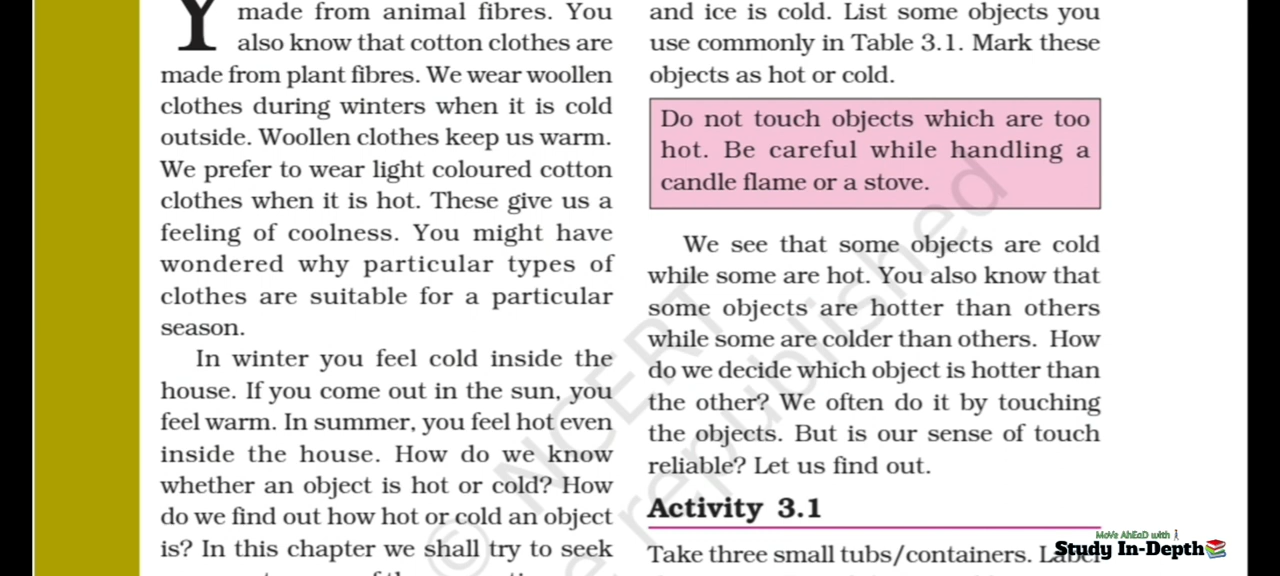 Y
made from animal fibres. You
also know that cotton clothes are
made from plant fibres. We wear woollen
clothes during winters when it is cold
outside. Woollen clothes keep us warm.
We prefer to wear light coloured cotton
clothes when it is hot. These give us a
feeling of coolness. You might have
wondered why particular types of
clothes are suitable for a particular
season.
In winter you feel cold inside the
house. If you come out in the sun, you
feel warm. In summer, you feel hot even
inside the house. How do we know
whether an object is hot or cold? How
do we find out how hot or cold an object
is? In this chapter we shall try to seek
and ice is cold. List some objects you
use commonly in Table 3.1. Mark these
objects as hot or cold.
Do not touch objects which are too
hot. Be careful while handling a
candle flame or a stove.
We see that some objects are cold
while some are hot. You also know that
some objects are hotter than others
while some are colder than others. How
do we decide which object is hotter than
the other? We often do it by touching
the objects. But is our sense of touch
reliable? Let us find out.
Activity 3.1
Take three small tubs/containers. Label
© NCERT
republished
MoVe AhEaD with
Study In-Depth